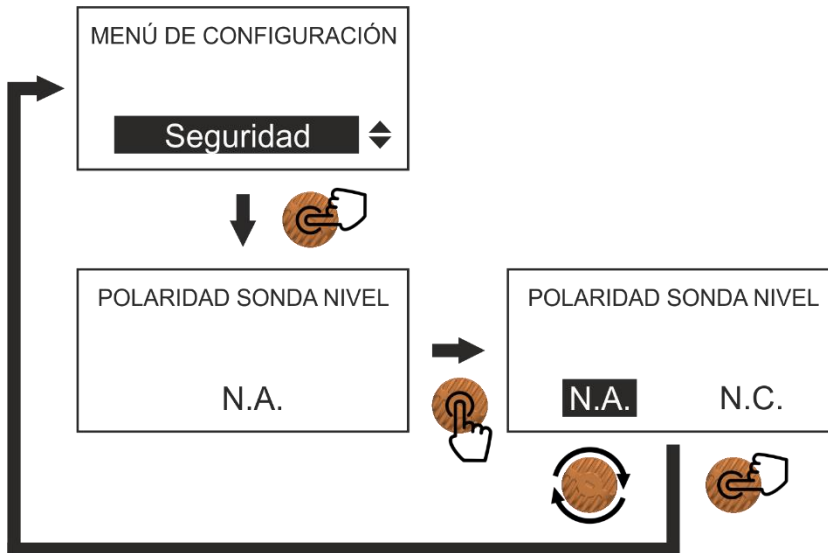 MENÚ DE CONFIGURACIÓN
Seguridad
POLARIDAD SONDA NIVEL
N.A.
POLARIDAD SONDA NIVEL
N.A. N.C.